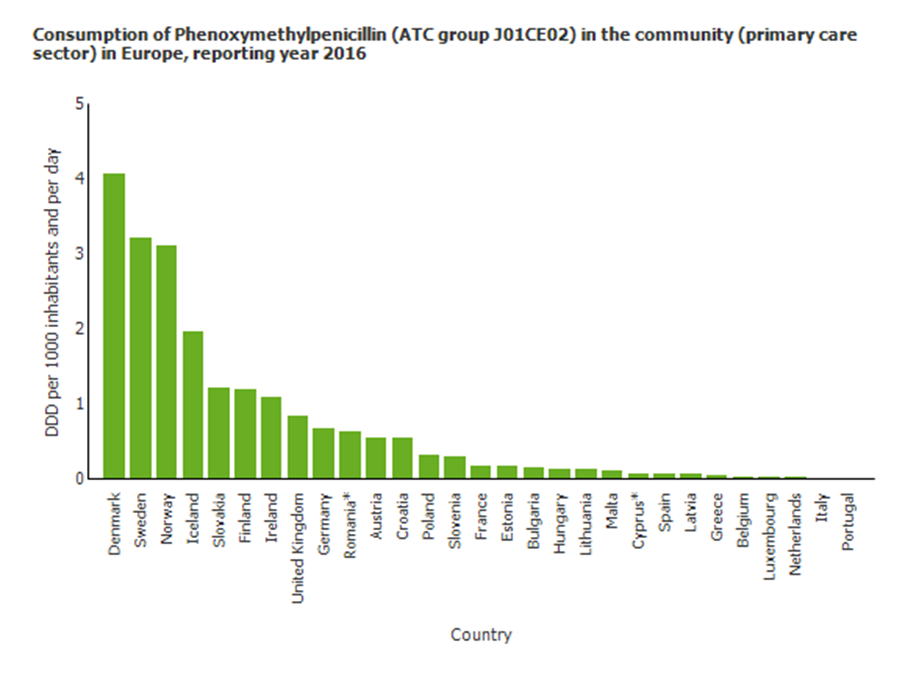 Consumption of Phenoxymethylpenicillin (ATC group J01CE02) in the community (primary care
sector) in Europe, reporting year 2016
DDD per 1000 inhabitants and per day
5
4
3
2
1
0
Denmark
Sweden
Norway
Iceland
Slovakia
Finland
Ireland
United Kingdom
Germany
Romania*
Austria
Croatia
Poland
Slovenia
France
Estonia
Bulgaria
Hungary
Lithuania
Malta
Cyprus*
Spain
Latvia
Greece
Belgium
Luxembourg
Netherlands
Italy
Portugal
Country